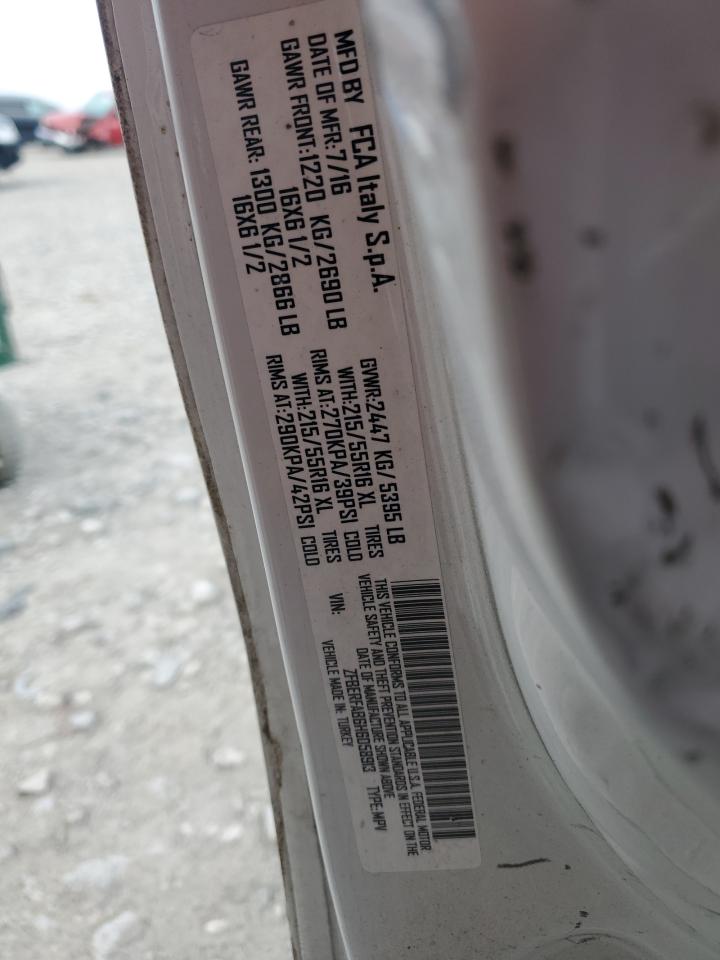 MFD BY FCA Italy S.p.A.
DATE OF MFR: 7/16 GVWR: 2447 KG/ 5395 LB
GAWR FRONT: 1220 KG/2690 LB WITH: 215/55R16 XL TIRES
16X6 1/2 RIMS AT: 270KPA/39PSI COLD
GAWR REAR: 1300 KG/2866 LB WITH: 215/55R16 XL TIRES
16X6 1/2 RIMS AT: 290KPA/42PSI COLD
THIS VEHICLE CONFORMS TO ALL APPLICABLE U.S.A. FEDERAL MOTOR
VEHICLE SAFETY AND THEFT PREVENTION STANDARDS IN EFFECT ON THE
DATE OF MANUFACTURE SHOWN ABOVE
VIN: ZFBERFAB6H6D58913 TYPE: MPV
VEHICLE MADE IN: TURKEY